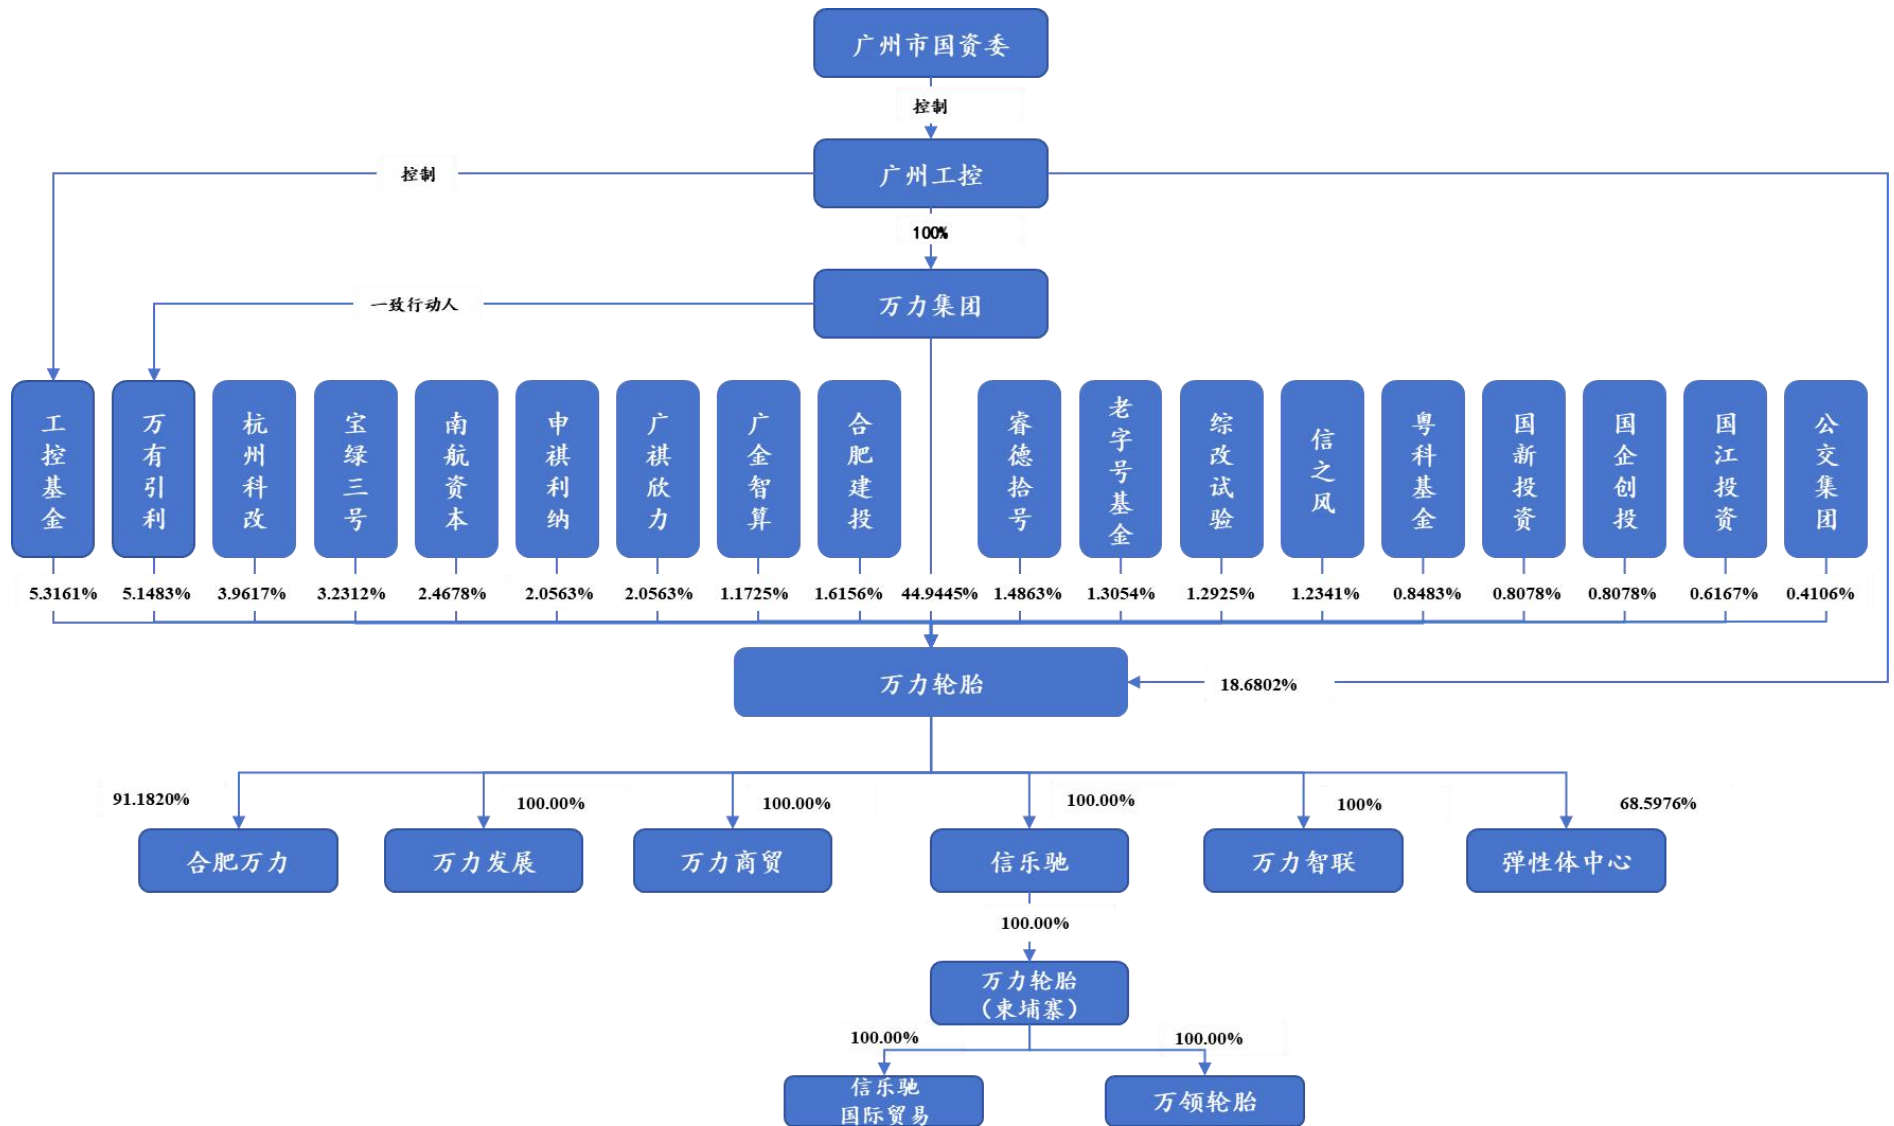 广州市国资委
控制
广州工控
控制
100%
万力集团
一致行动人
工控基金
万有引利
杭州科改
宝绿三号
南航资本
申祺利纳
广祺欣力
广金智算
合肥建投
睿德拾号
老字号基金
综改试验
信之风
粤科基金
国新投资
国企创投
国江投资
公交集团
5.3161%
5.1483%
3.9617%
3.2312%
2.4678%
2.0563%
2.0563%
1.1725%
1.6156%
44.9445%
1.4863%
1.3054%
1.2925%
1.2341%
0.8483%
0.8078%
0.8078%
0.6167%
0.4106%
万力轮胎
18.6802%
91.1820%
100.00%
100.00%
100.00%
100%
68.5976%
合肥万力
万力发展
万力商贸
信乐驰
万力智联
弹性体中心
100.00%
万力轮胎
（柬埔寨）
100.00%
100.00%
信乐驰
国际贸易
万领轮胎